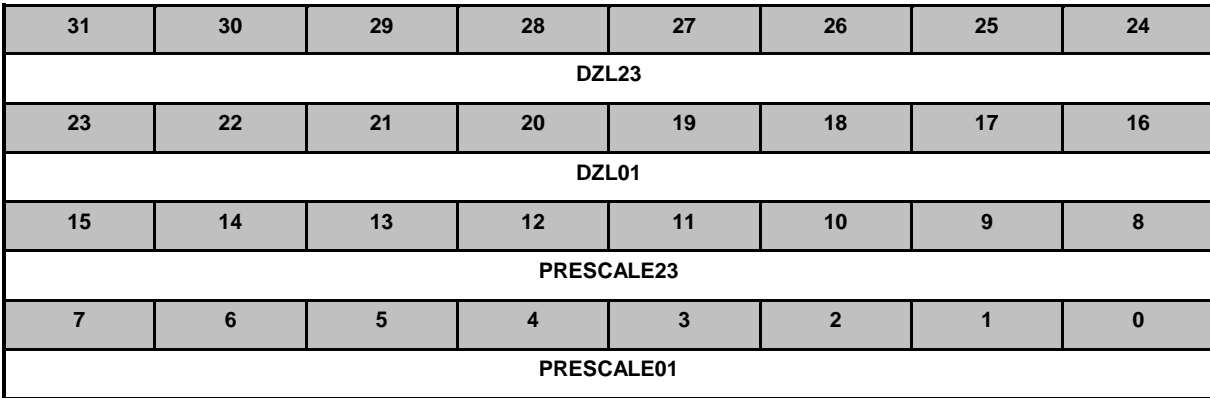 31 30 29 28 27 26 25 24
DZL23
23 22 21 20 19 18 17 16
DZL01
15 14 13 12 11 10 9 8
PRESCALE23
7 6 5 4 3 2 1 0
PRESCALE01